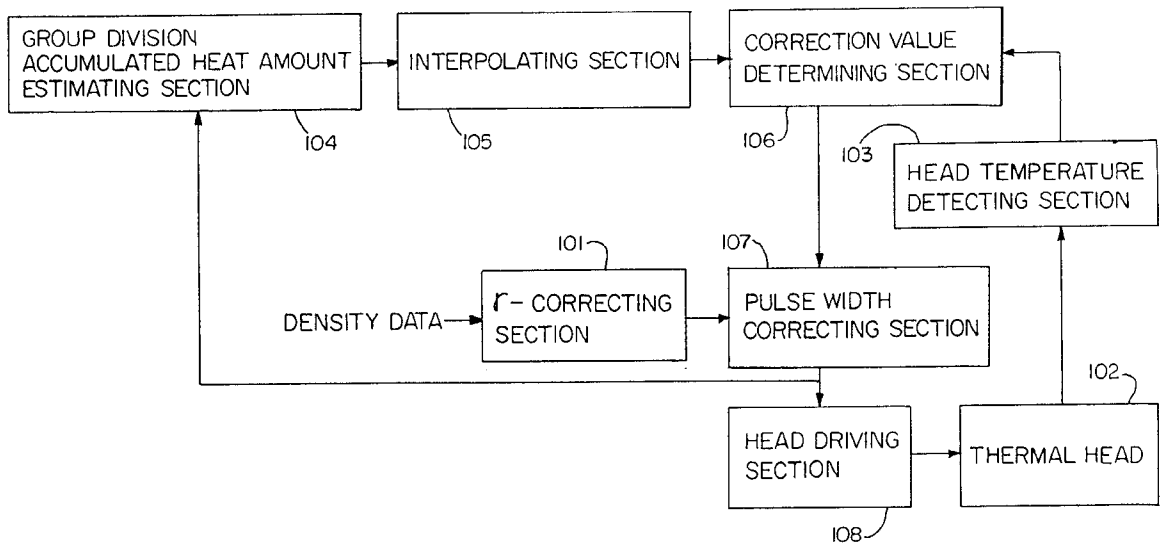 GROUP DIVISION
ACCUMULATED HEAT AMOUNT
ESTIMATING SECTION
104
INTERPOLATING SECTION
105
CORRECTION VALUE
DETERMINING SECTION
106
103
HEAD TEMPERATURE
DETECTING SECTION
101
DENSITY DATA
r- CORRECTING
SECTION
107
PULSE WIDTH
CORRECTING SECTION
102
HEAD DRIVING
SECTION
108
THERMAL HEAD